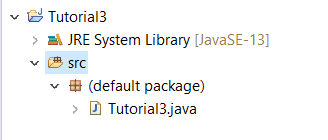 Tutorial3
JRE System Library [JavaSE-13]
src
(default package)
Tutorial3.java